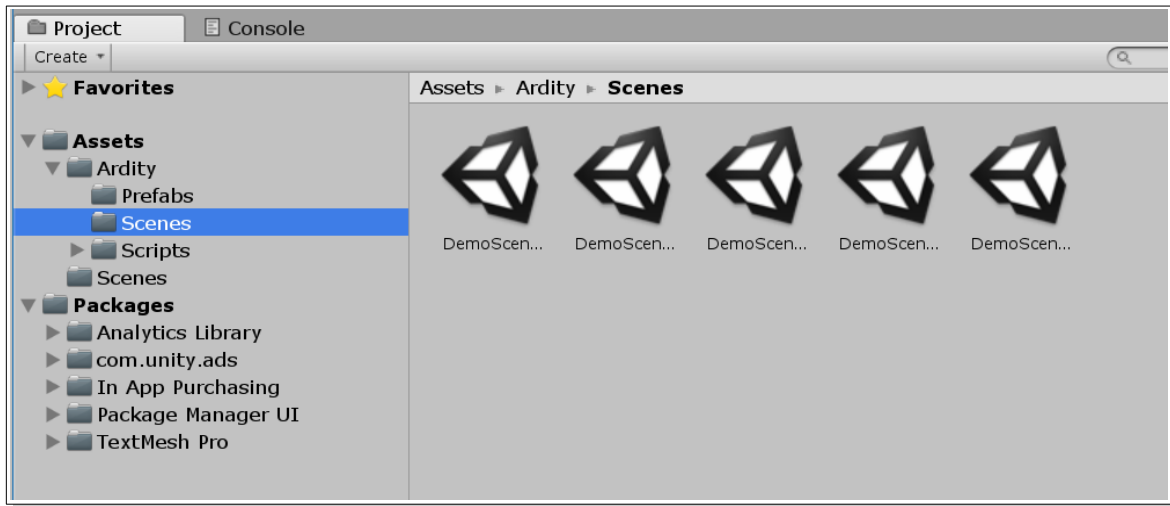 Project Console
Create
Favorites
Assets ▸ Ardity ▸ Scenes
Assets
Ardity
Prefabs
Scenes
Scripts
Scenes
Packages
Analytics Library
com.unity.ads
In App Purchasing
Package Manager UI
TextMesh Pro
DemoScen... DemoScen... DemoScen... DemoScen... DemoScen...